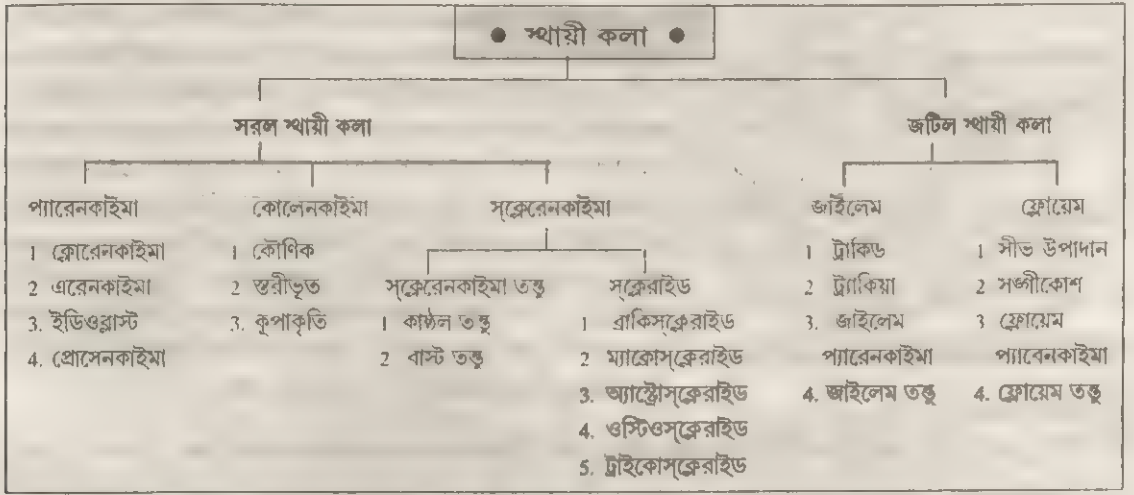 ● স্থায়ী কলা ●
সরল স্থায়ী কলা
জটিল স্থায়ী কলা
প্যারেনকাইমা
1 ক্লোরেনকাইমা
2 এরেনকাইমা
3. ইডিওব্লাস্ট
4. প্রোসেনকাইমা
কোলেনকাইমা
1 কৌণিক
2 স্তরীভূত
3. কূপাকৃতি
স্ক্লেরেনকাইমা
স্ক্লেরেনকাইমা তন্তু
1 কাষ্ঠল তন্তু
2 বাস্ট তন্তু
স্ক্লেরাইড
1 ব্রাকিস্ক্লেরাইড
2 ম্যাক্রোস্ক্লেরাইড
3. অ্যাস্ট্রোস্ক্লেরাইড
4. ওস্টিওস্ক্লেরাইড
5. ট্রাইকোস্ক্লেরাইড
জাইলেম
1 ট্রাকিড
2 ট্র্যাকিয়া
3. জাইলেম
প্যারেনকাইমা
4. জাইলেম তন্তু
ফ্লোয়েম
1 সীভ উপাদান
2 সঙ্গীকোশ
3 ফ্লোয়েম
প্যাবেনকাইমা
4. ফ্লোয়েম তন্তু